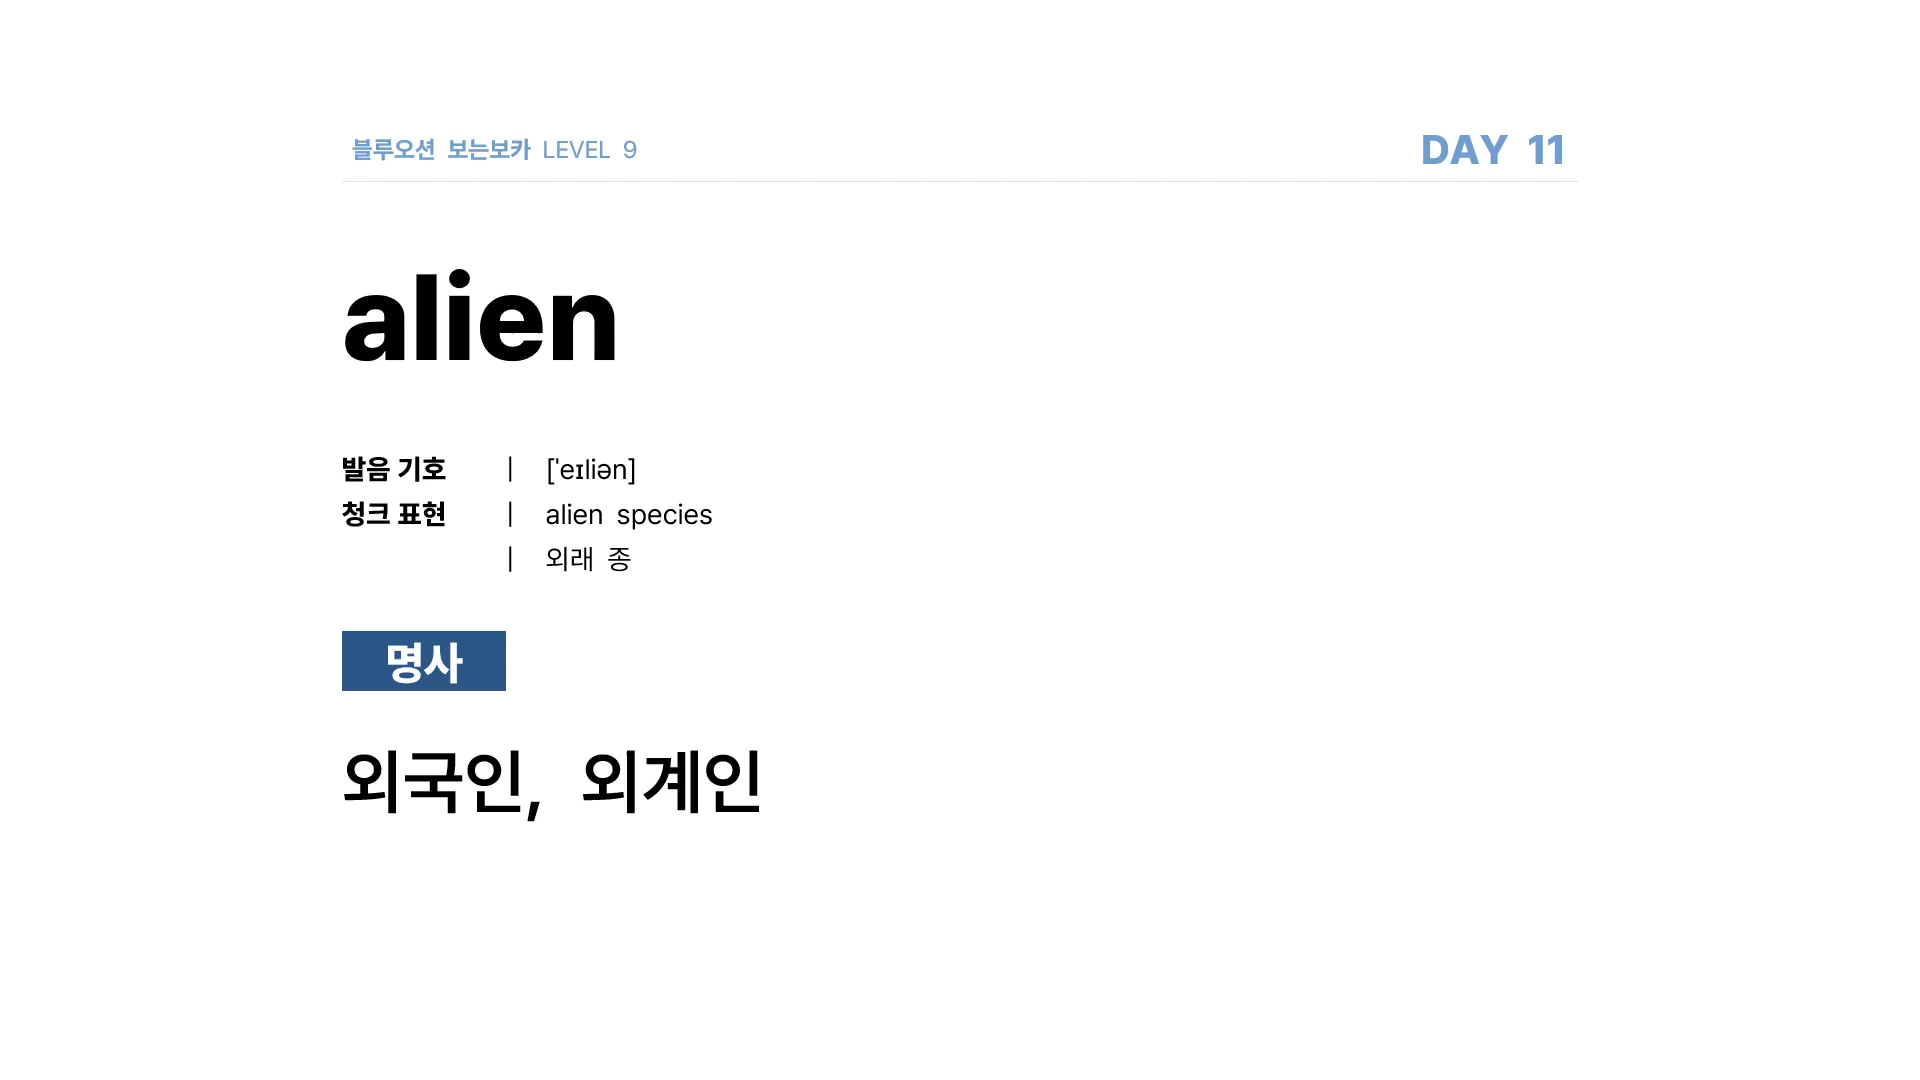 블루오션 보는보카 LEVEL 9
DAY 11
alien
발음 기호 | [ˈeɪliən]
청크 표현 | alien species
| 외래 종
명사
외국인, 외계인